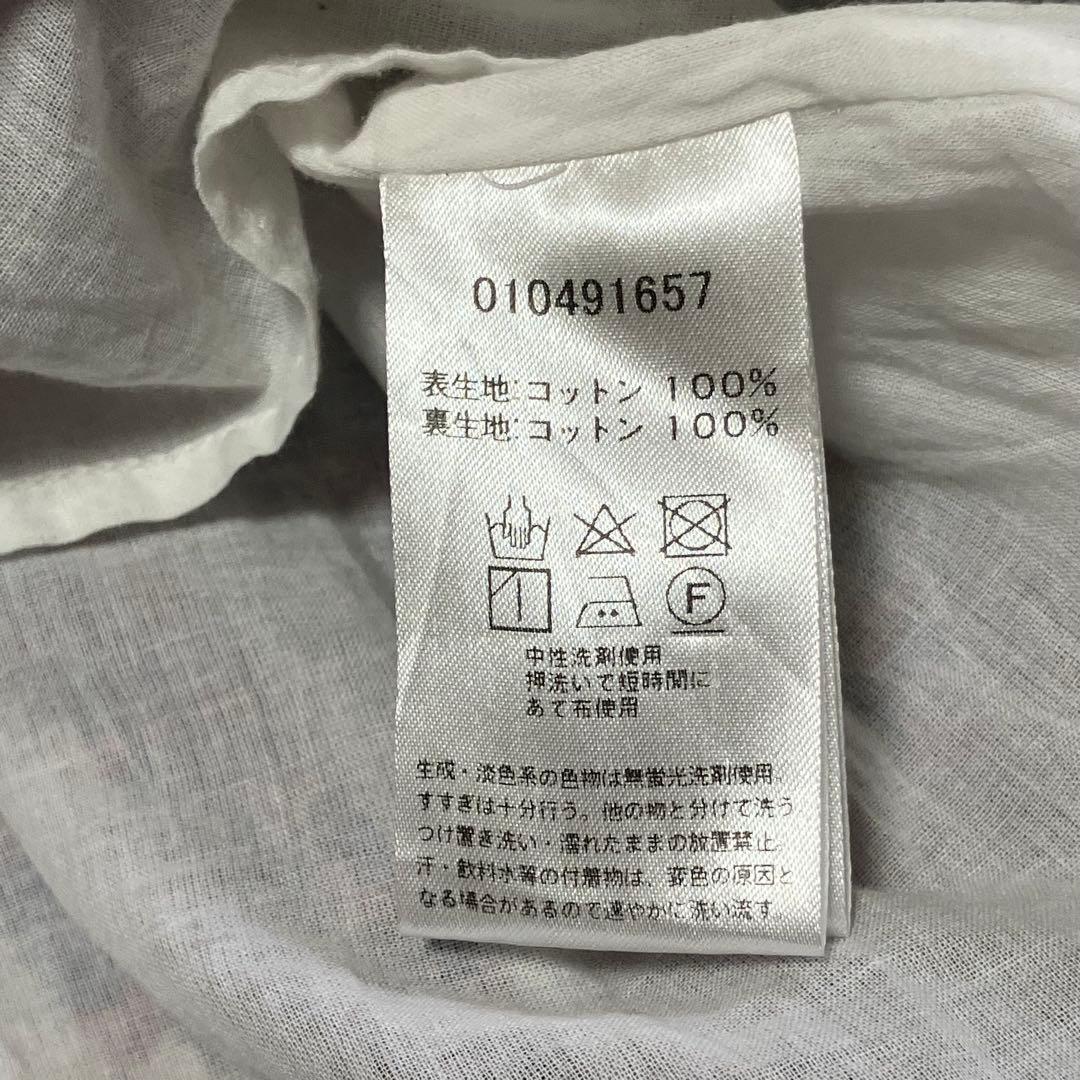 010491657
表生地:コットン 100%
裏生地:コットン 100%
F
中性洗剤使用
押洗いで短時間に
あて布使用
生成・淡色系の色物は無蛍光洗剤使用
すすぎは十分行う。他の物と分けて洗う
つけ置き洗い・濡れたままの放置禁止
汗・飲料水等の付着物は、変色の原因と
なる場合があるので速やかに洗い流す。